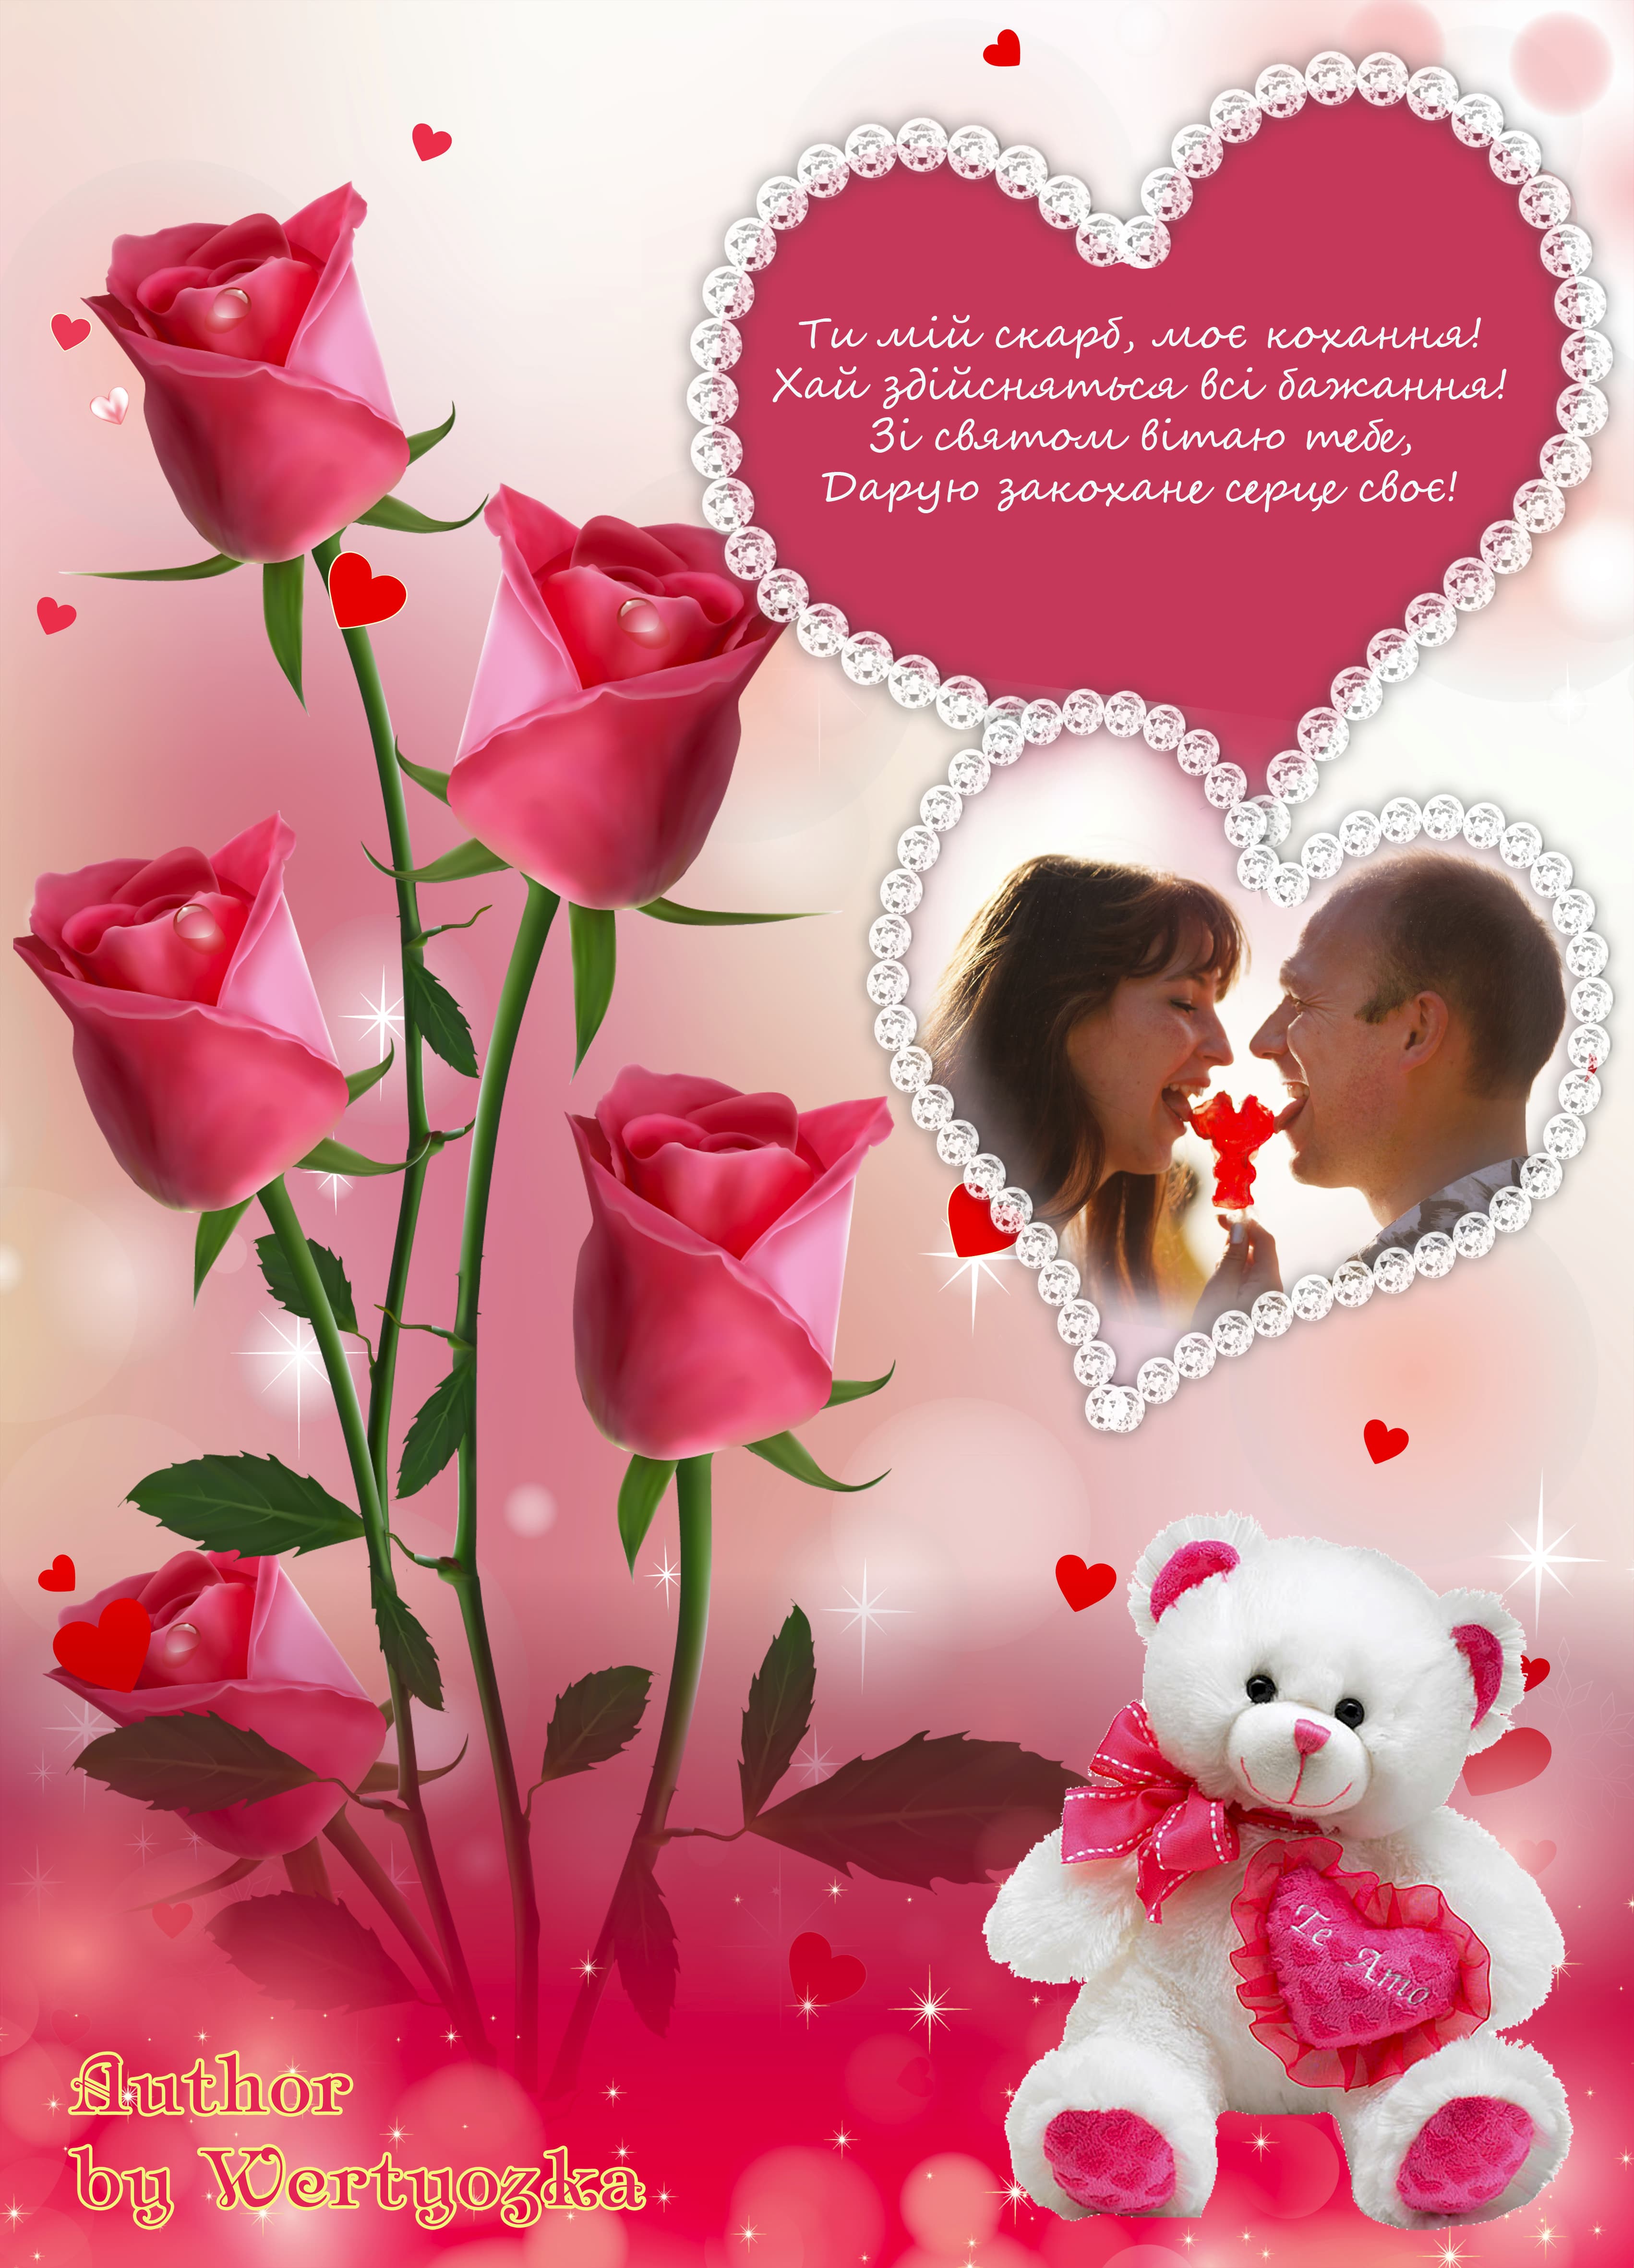 Ти мій скарб, моє кохання!
Хай здійсняться всі бажання!
Зі святом вітаю тебе,
Дарую закохане серце своє!
Te Amo
Author
by Wertyozka